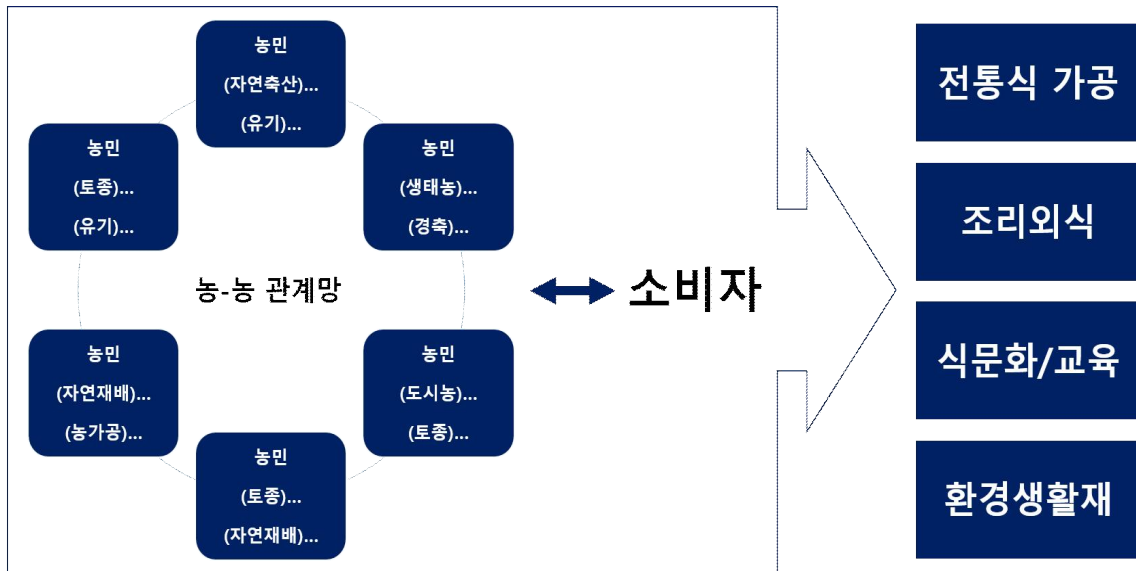 농민
(자연축산)...
(유기)...
농민
(토종)...
(유기)...
농민
(생태농)...
(경축)...
농-농 관계망
소비자
농민
(자연재배)...
(농가공)...
농민
(도시농)...
(토종)...
농민
(토종)...
(자연재배)...
전통식 가공
조리외식
식문화/교육
환경생활재